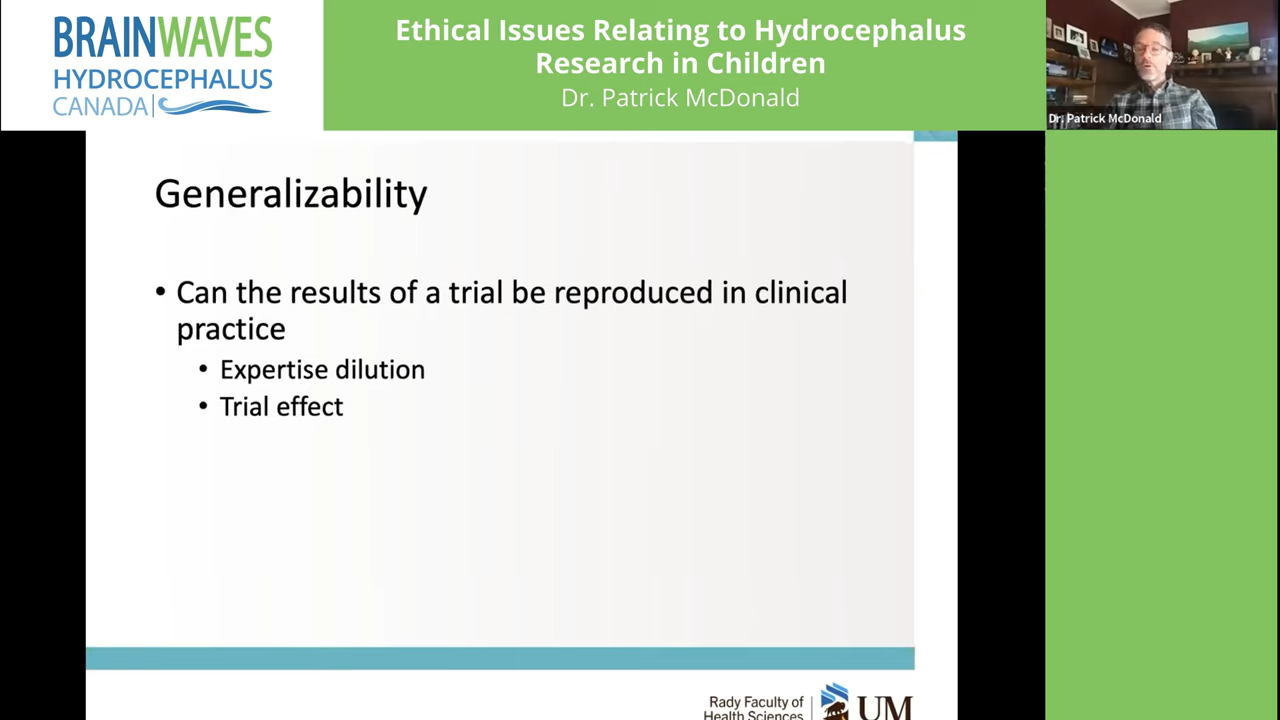 BRAINWAVES
HYDROCEPHALUS
CANADA
Ethical Issues Relating to Hydrocephalus
Research in Children
Dr. Patrick McDonald
Dr. Patrick McDonald
Generalizability
• Can the results of a trial be reproduced in clinical
practice
• Expertise dilution
• Trial effect
Rady Faculty of
Health Sciences
UM